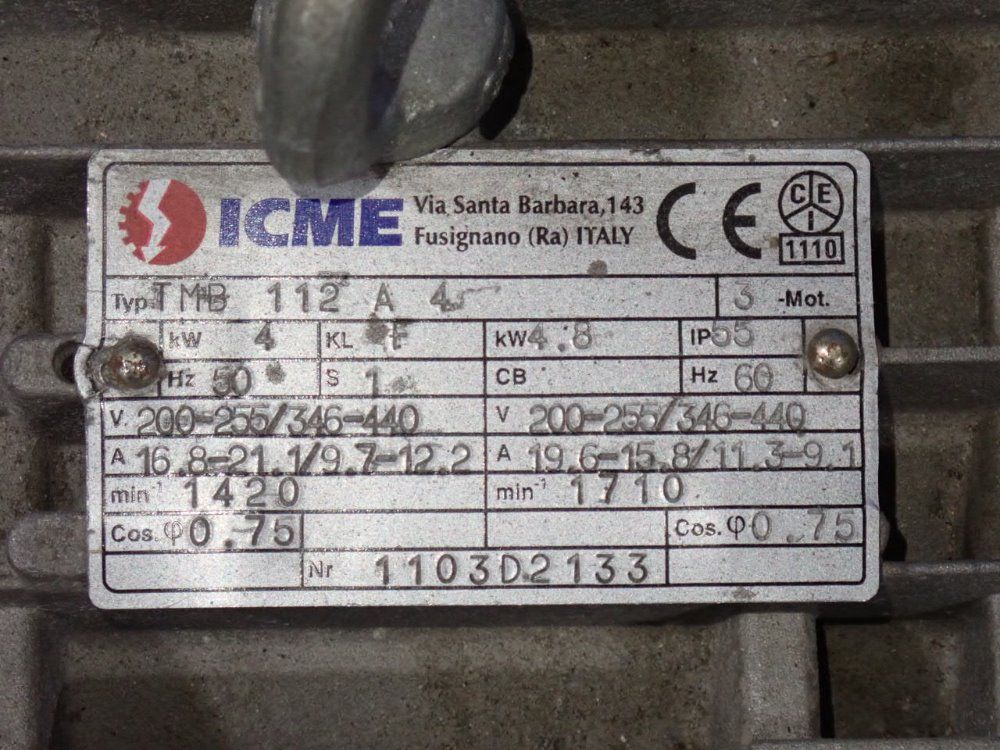 ICME Via Santa Barbara,143
Fusignano (Ra) ITALY
CE
CEI
1110
Typ. TMB 112 A 4 3 -Mot.
kW 4 KL F kW 4.8 IP 55
Hz 50 S 1 CB Hz 60
V. 200-255/346-440 V 200-255/346-440
A 16.8-21.1/9.7-12.2 A 19.6-15.8/11.3-9.1
min⁻¹ 1420 min⁻¹ 1710
Cos. φ 0.75 Cos. φ 0.75
Nr 1103D2133